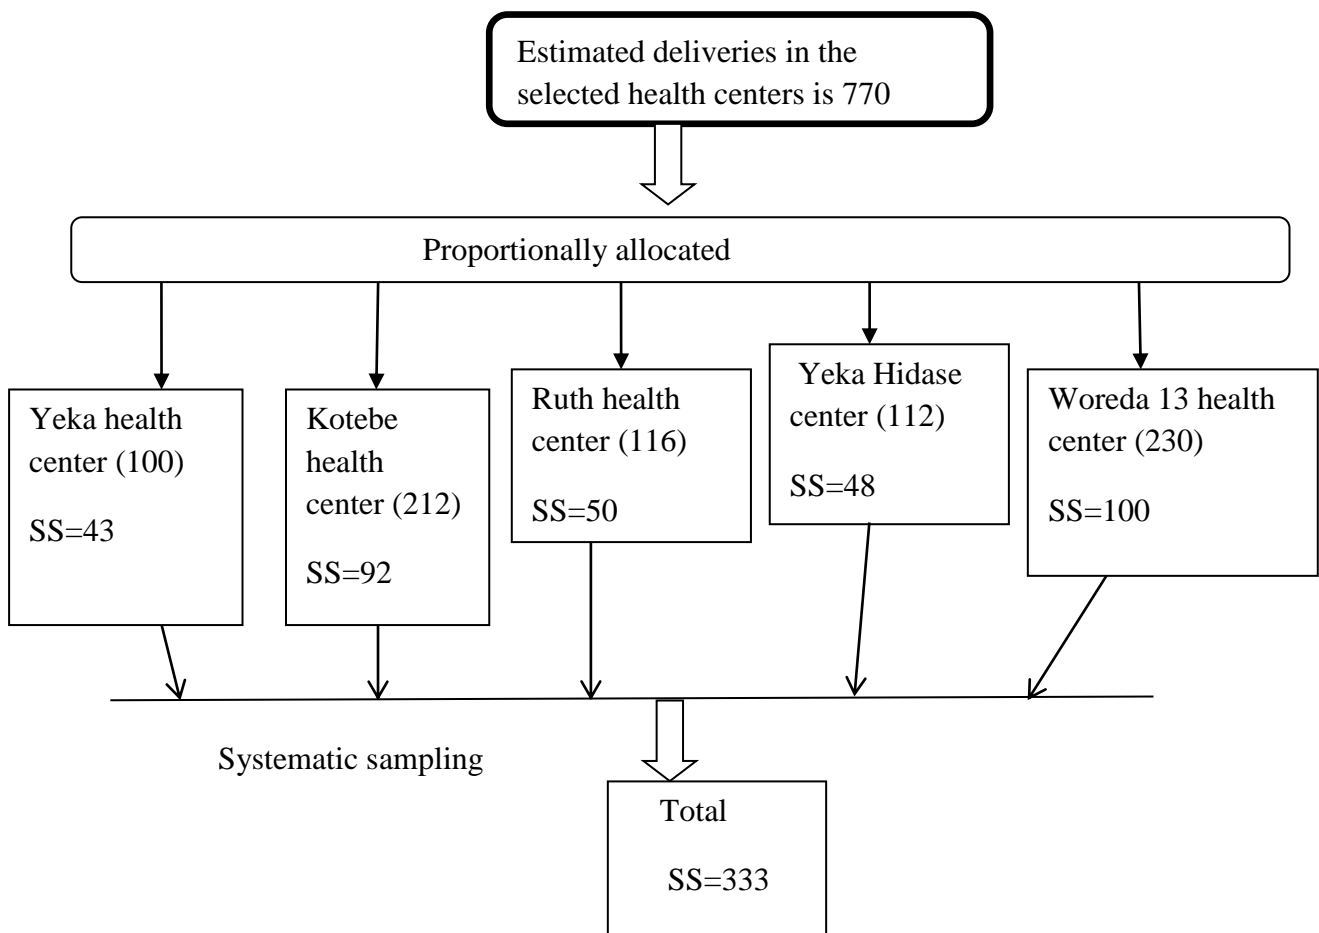 Estimated deliveries in the
selected health centers is 770
Proportionally allocated
Yeka health
center (100)
SS=43
Kotebe
health
center (212)
SS=92
Ruth health
center (116)
SS=50
Yeka Hidase
center (112)
SS=48
Woreda 13 health
center (230)
SS=100
Systematic sampling
Total
SS=333